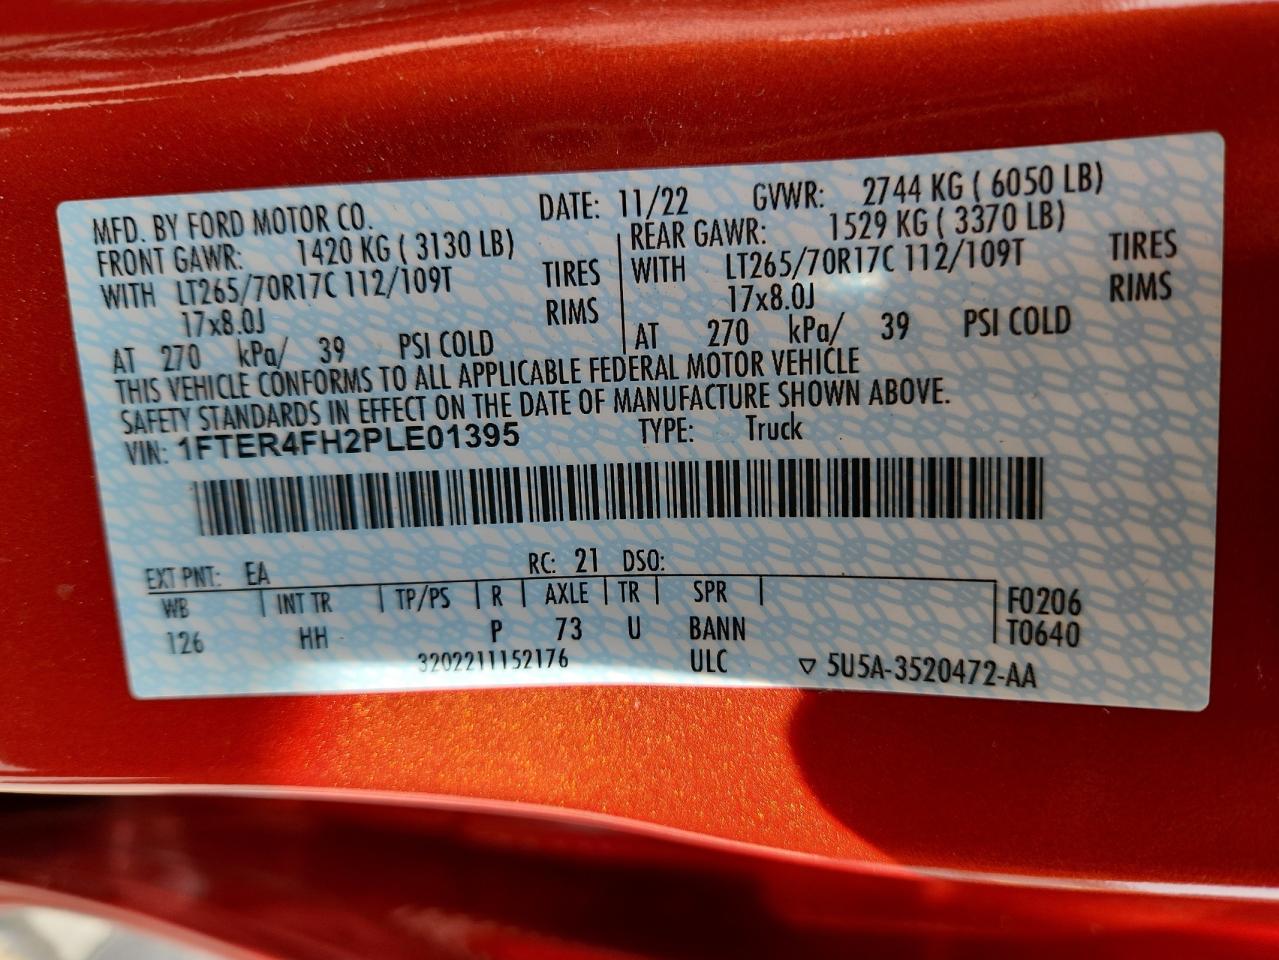 MFD. BY FORD MOTOR CO. DATE: 11/22 GVWR: 2744 KG ( 6050 LB)
FRONT GAWR: 1420 KG ( 3130 LB) REAR GAWR: 1529 KG ( 3370 LB)
WITH LT265/70R17C 112/109T TIRES WITH LT265/70R17C 112/109T TIRES
17x8.0J RIMS 17x8.0J RIMS
AT 270 kPa/ 39 PSI COLD AT 270 kPa/ 39 PSI COLD
THIS VEHICLE CONFORMS TO ALL APPLICABLE FEDERAL MOTOR VEHICLE
SAFETY STANDARDS IN EFFECT ON THE DATE OF MANUFACTURE SHOWN ABOVE.
VIN: 1FTER4FH2PLE01395 TYPE: Truck
EXT PNT: EA RC: 21 DSO:
WB INT TR TP/PS R AXLE TR SPR F0206
126 HH P 73 U BANN T0640
3202211152176 ULC ▽ 5U5A-3520472-AA